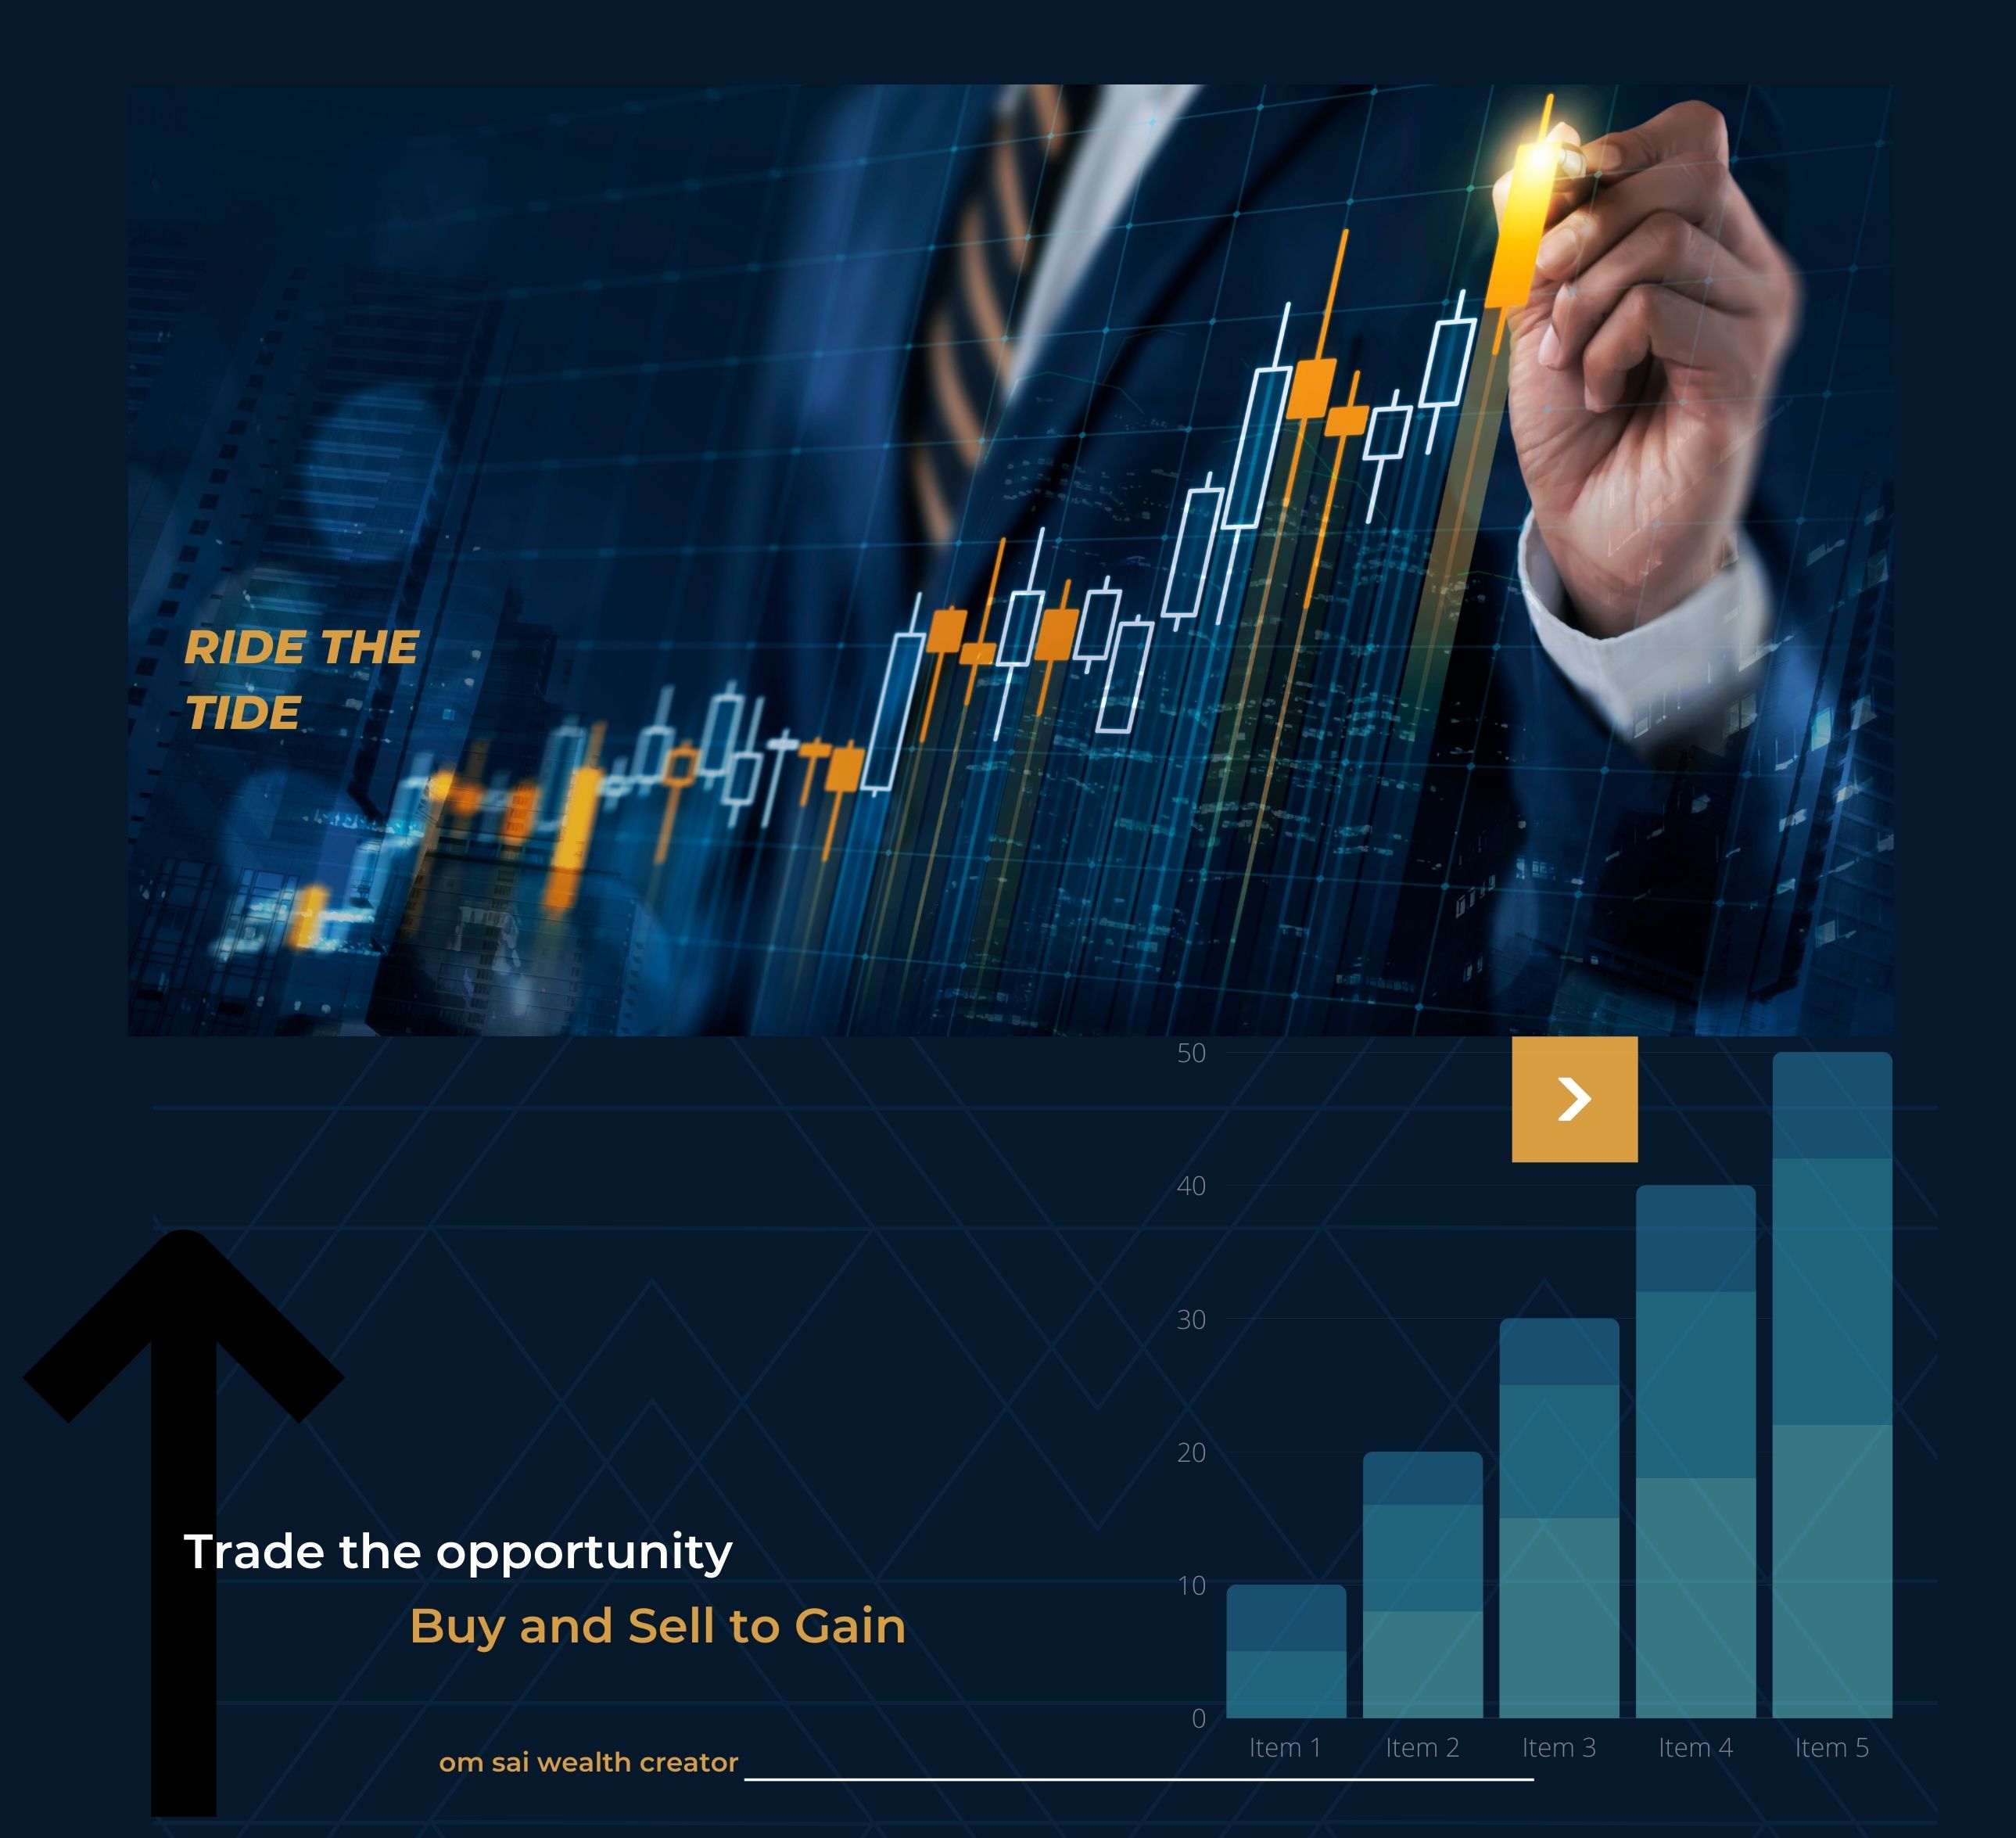 RIDE THE
TIDE
50
40
30
20
10
0
Item 1 Item 2 Item 3 Item 4 Item 5
Trade the opportunity
Buy and Sell to Gain
om sai wealth creator